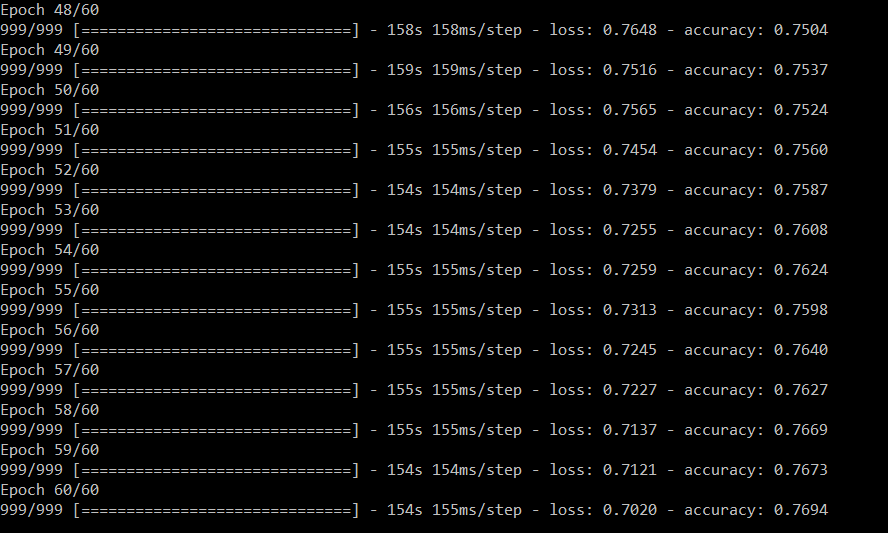 Epoch 48/60
999/999 [==============================] - 158s 158ms/step - loss: 0.7648 - accuracy: 0.7504
Epoch 49/60
999/999 [==============================] - 159s 159ms/step - loss: 0.7516 - accuracy: 0.7537
Epoch 50/60
999/999 [==============================] - 156s 156ms/step - loss: 0.7565 - accuracy: 0.7524
Epoch 51/60
999/999 [==============================] - 155s 155ms/step - loss: 0.7454 - accuracy: 0.7560
Epoch 52/60
999/999 [==============================] - 154s 154ms/step - loss: 0.7379 - accuracy: 0.7587
Epoch 53/60
999/999 [==============================] - 154s 154ms/step - loss: 0.7255 - accuracy: 0.7608
Epoch 54/60
999/999 [==============================] - 155s 155ms/step - loss: 0.7259 - accuracy: 0.7624
Epoch 55/60
999/999 [==============================] - 155s 155ms/step - loss: 0.7313 - accuracy: 0.7598
Epoch 56/60
999/999 [==============================] - 155s 155ms/step - loss: 0.7245 - accuracy: 0.7640
Epoch 57/60
999/999 [==============================] - 155s 155ms/step - loss: 0.7227 - accuracy: 0.7627
Epoch 58/60
999/999 [==============================] - 155s 155ms/step - loss: 0.7137 - accuracy: 0.7669
Epoch 59/60
999/999 [==============================] - 154s 154ms/step - loss: 0.7121 - accuracy: 0.7673
Epoch 60/60
999/999 [==============================] - 154s 155ms/step - loss: 0.7020 - accuracy: 0.7694